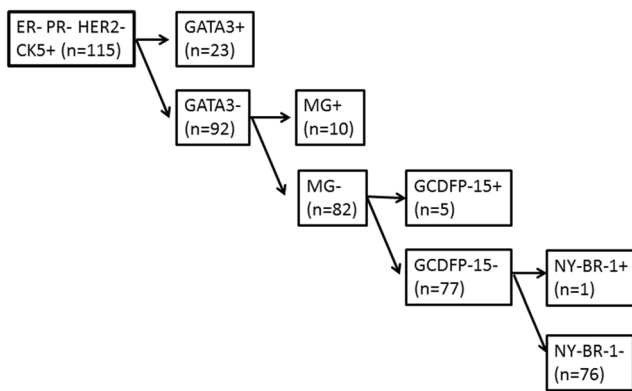 ER- PR- HER2-
CK5+ (n=115)
GATA3+
(n=23)
GATA3-
(n=92)
MG+
(n=10)
MG-
(n=82)
GCDFP-15+
(n=5)
GCDFP-15-
(n=77)
NY-BR-1+
(n=1)
NY-BR-1-
(n=76)